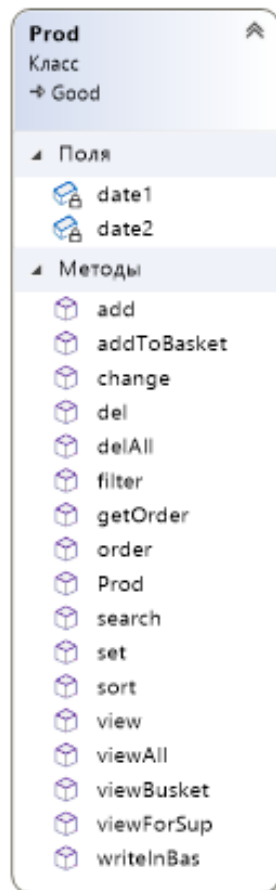 Prod
Класс
→ Good
Поля
date1
date2
Методы
add
addToBasket
change
del
delAll
filter
getOrder
order
Prod
search
set
sort
view
viewAll
viewBusket
viewForSup
writeInBas